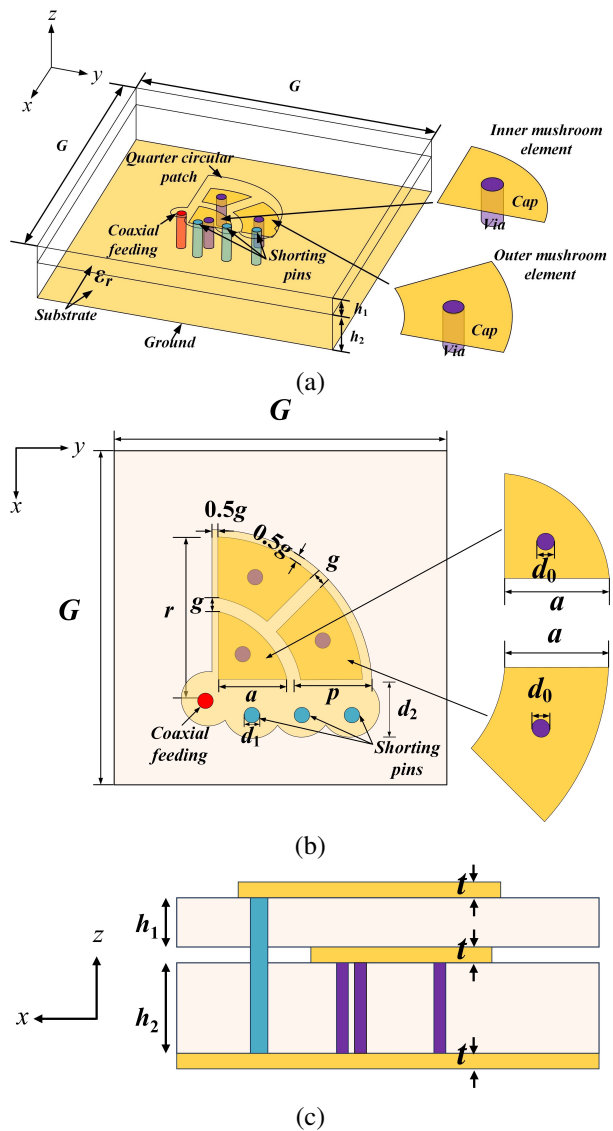 z
y
x
G
G
Quarter circular
patch
Coaxial
feeding
Shorting
pins
Inner mushroom
element
Cap
Via
Outer mushroom
element
Cap
Via
εr
Substrate
Ground
h1
h2
(a)
G
y
x
0.5g
0.5g
g
G
r
g
a
p
d2
d1
Coaxial
feeding
Shorting
pins
d0
a
a
d0
(b)
t
h1
z
t
h2
x
t
(c)